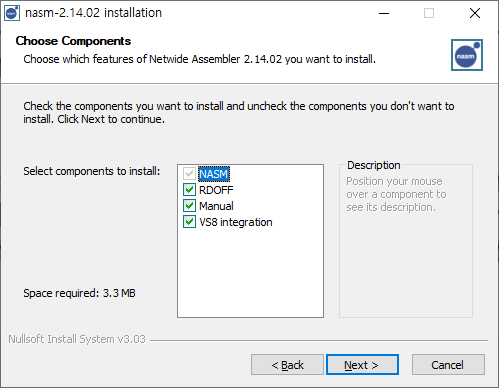 nasm-2.14.02 installation
Choose Components
Choose which features of Netwide Assembler 2.14.02 you want to install.
nasm
Check the components you want to install and uncheck the components you don't want to
install. Click Next to continue.
Select components to install:
NASM
RDOFF
Manual
VS8 integration
Description
Position your mouse
over a component to
see its description.
Space required: 3.3 MB
Nullsoft Install System v3.03
< Back
Next >
Cancel